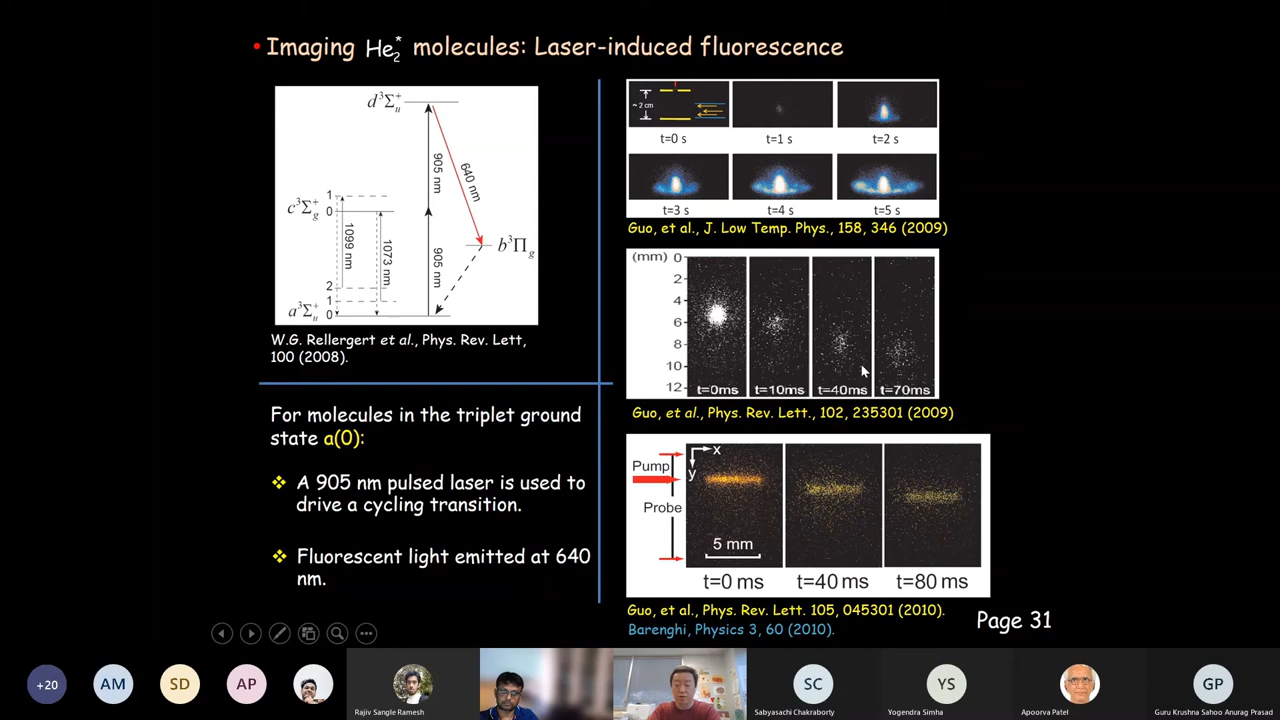 • Imaging He₂* molecules: Laser-induced fluorescence
d³Σᵤ⁺
905 nm
640 nm
c³Σg⁺
1
0
1099 nm
1073 nm
905 nm
b³Πg
2
1
a³Σᵤ⁺
0
W.G. Rellergert et al., Phys. Rev. Lett,
100 (2008).
For molecules in the triplet ground
state a(0):
❖ A 905 nm pulsed laser is used to
drive a cycling transition.
❖ Fluorescent light emitted at 640
nm.
~ 2 cm
t=0 s
t=1 s
t=2 s
t=3 s
t=4 s
t=5 s
Guo, et al., J. Low Temp. Phys., 158, 346 (2009)
(mm) 0
2
4
6
8
10
12
t=0ms
t=10ms
t=40ms
t=70ms
Guo, et al., Phys. Rev. Lett., 102, 235301 (2009)
x
y
Pump
Probe
5 mm
t=0 ms
t=40 ms
t=80 ms
Guo, et al., Phys. Rev. Lett. 105, 045301 (2010).
Barenghi, Physics 3, 60 (2010).
Page 31
+20
AM
SD
AP
Rajiv Sangle Ramesh
SC
Sabyasachi Chakraborty
YS
Yogendra Simha
Apoorva Patel
GP
Guru Krushna Sahoo Anurag Prasad